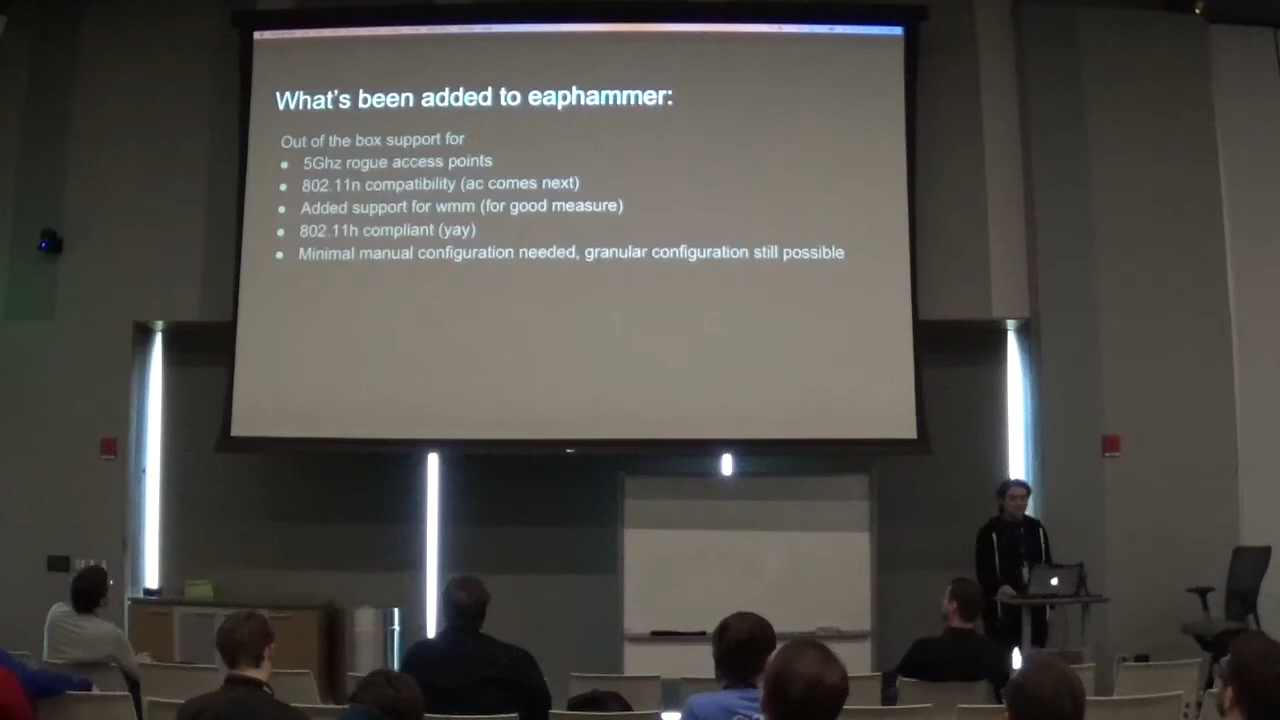 What's been added to eaphammer:
Out of the box support for
● 5Ghz rogue access points
● 802.11n compatibility (ac comes next)
● Added support for wmm (for good measure)
● 802.11h compliant (yay)
● Minimal manual configuration needed, granular configuration still possible